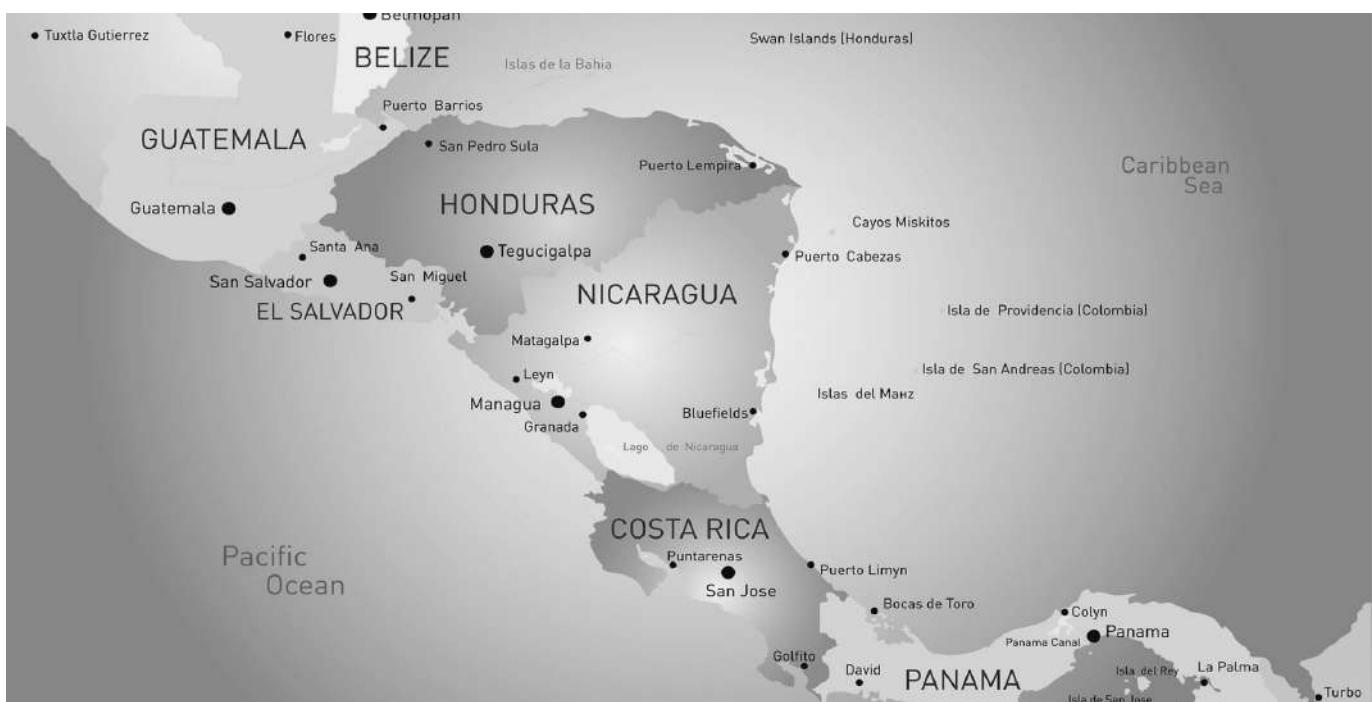 Belmopan
Tuxtla Gutierrez
Flores
Swan Islands (Honduras)
BELIZE
Islas de la Bahia
Puerto Barrios
GUATEMALA
San Pedro Sula
Puerto Lempira
Caribbean
Sea
Guatemala
HONDURAS
Cayos Miskitos
Santa Ana
Tegucigalpa
Puerto Cabezas
San Salvador
San Miguel
NICARAGUA
EL SALVADOR
Isla de Providencia (Colombia)
Matagalpa
Isla de San Andreas (Colombia)
Leyn
Islas del Maнz
Managua
Bluefields
Granada
Lago de Nicaragua
COSTA RICA
Pacific
Ocean
Puntarenas
Puerto Limyn
San Jose
Bocas de Toro
Colyn
Panama
Panama Canal
Golfito
David
PANAMA
Isla del Rey
La Palma
Isla de San Jose
Turbo